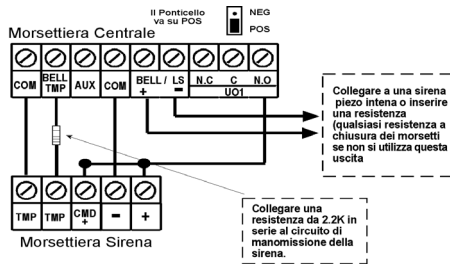 Il Ponticello
va su POS
NEG
POS
Morsettiera Centrale
COM
BELL
TMP
AUX
COM
BELL / LS
+
−
N.C
C
N.O
UO1
Collegare a una sirena
piezo intena o inserire
una resistenza
(qualsiasi resistenza a
chiusura dei morsetti
se non si utilizza questa
uscita
TMP
TMP
CMD
+
−
+
Morsettiera Sirena
Collegare una
resistenza da 2.2K in
serie al circuito di
manomissione della
sirena.